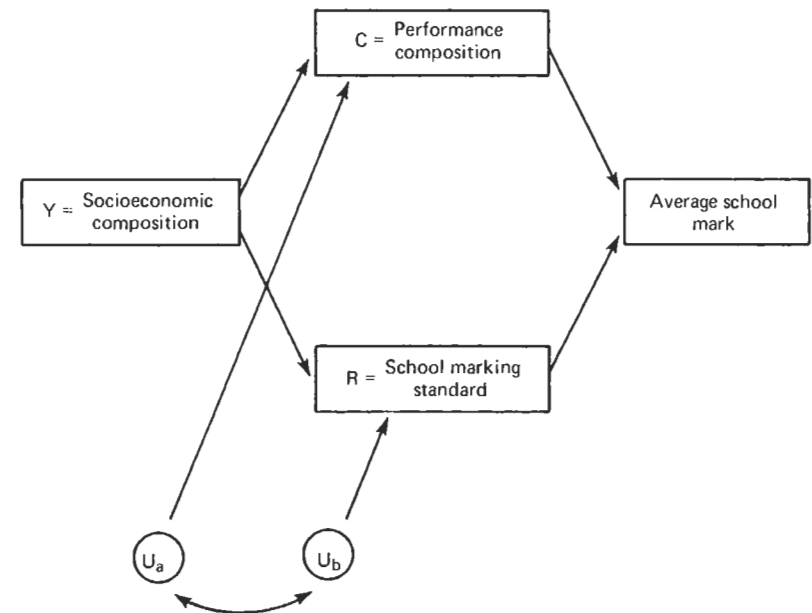 C = Performance
composition
Y = Socioeconomic
composition
Average school
mark
R = School marking
standard
Ua
Ub